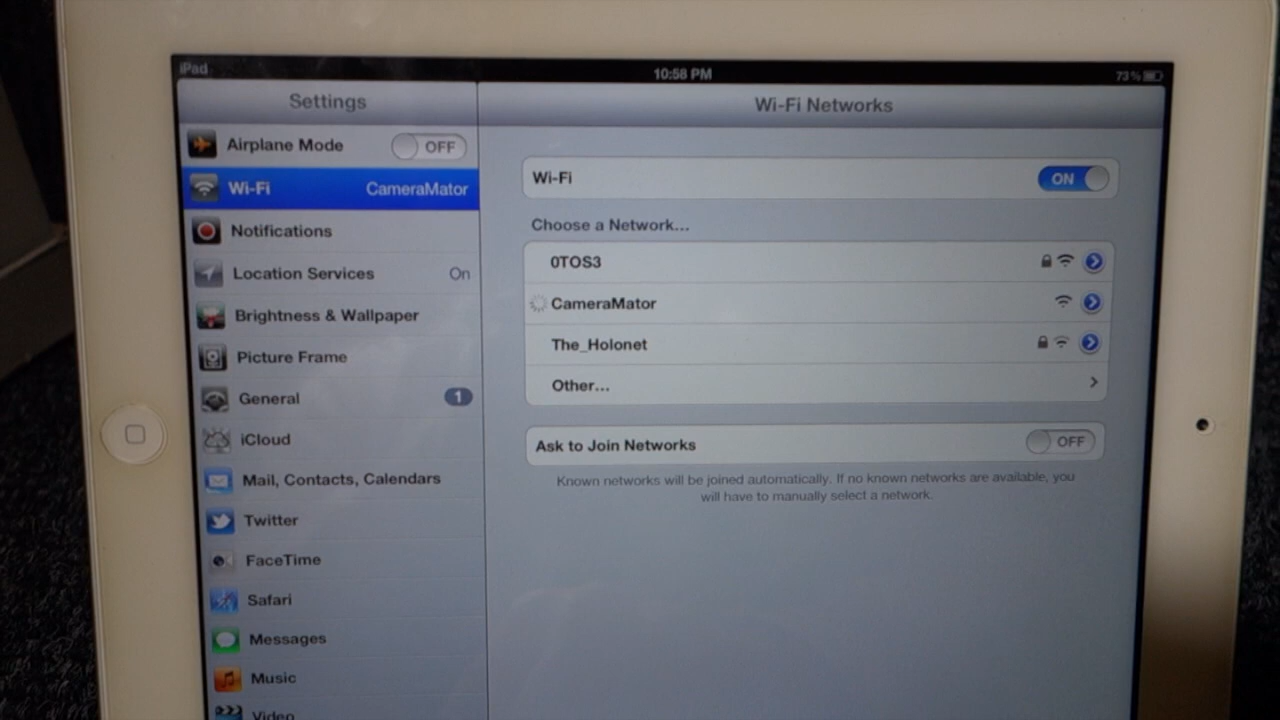 iPad
10:58 PM
73%
Settings
Wi-Fi Networks
Airplane Mode OFF
Wi-Fi CameraMator
Notifications
Location Services On
Brightness & Wallpaper
Picture Frame
General 1
iCloud
Mail, Contacts, Calendars
Twitter
FaceTime
Safari
Messages
Music
Video
Wi-Fi ON
Choose a Network...
0TOS3
CameraMator
The_Holonet
Other...
Ask to Join Networks OFF
Known networks will be joined automatically. If no known networks are available, you
will have to manually select a network.